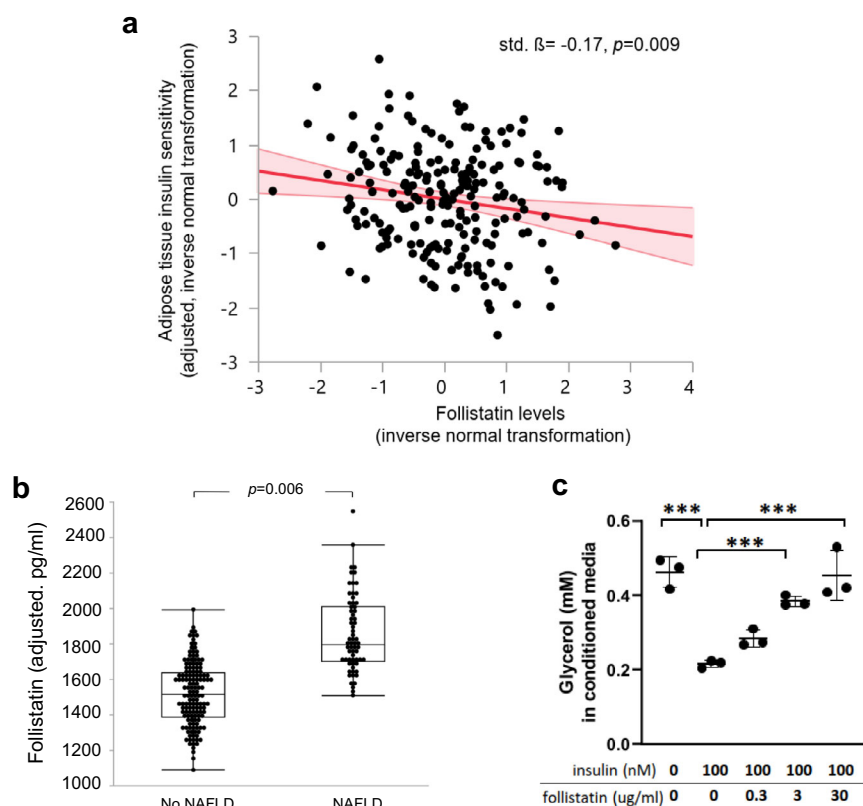 a
std. ß= -0.17, p=0.009
Adipose tissue insulin sensitivity
(adjusted, inverse normal transformation)
3
2
1
0
-1
-2
-3
-3 -2 -1 0 1 2 3 4
Follistatin levels
(inverse normal transformation)
b
p=0.006
Follistatin (adjusted. pg/ml)
2600
2400
2200
2000
1800
1600
1400
1200
1000
No NAFLD NAFLD
c
*** ***
***
Glycerol (mM)
in conditioned media
0.6
0.4
0.2
0.0
insulin (nM) 0 100 100 100 100
follistatin (ug/ml) 0 0 0.3 3 30